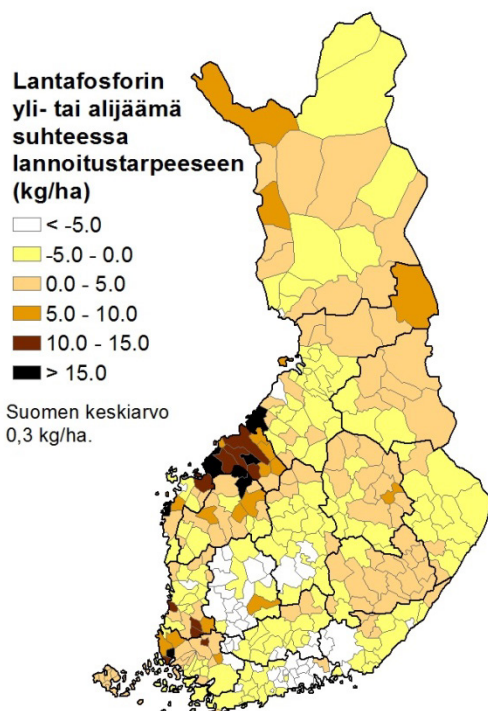 Lantafosforin
yli- tai alijäämä
suhteessa
lannoitustarpeeseen
(kg/ha)
< -5.0
-5.0 - 0.0
0.0 - 5.0
5.0 - 10.0
10.0 - 15.0
> 15.0
Suomen keskiarvo
0,3 kg/ha.